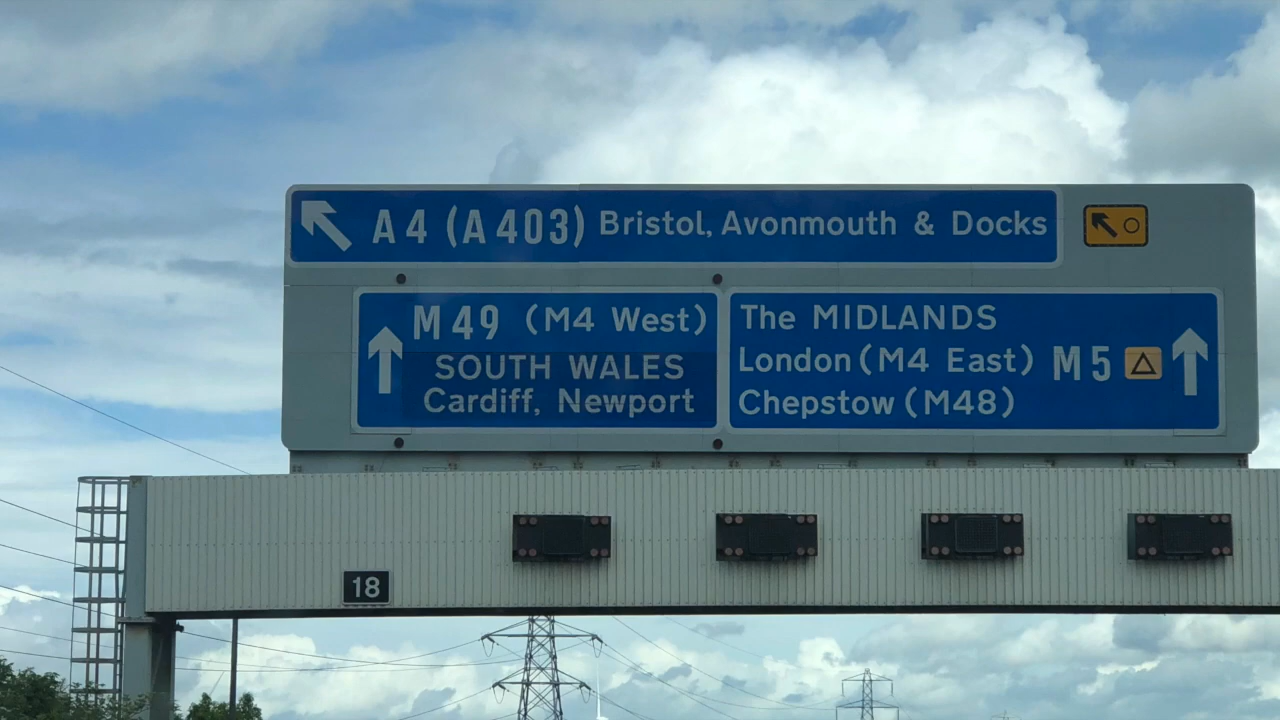 A4 (A403) Bristol, Avonmouth & Docks
M49 (M4 West)
SOUTH WALES
Cardiff, Newport
The MIDLANDS
London (M4 East) M5
Chepstow (M48)
18